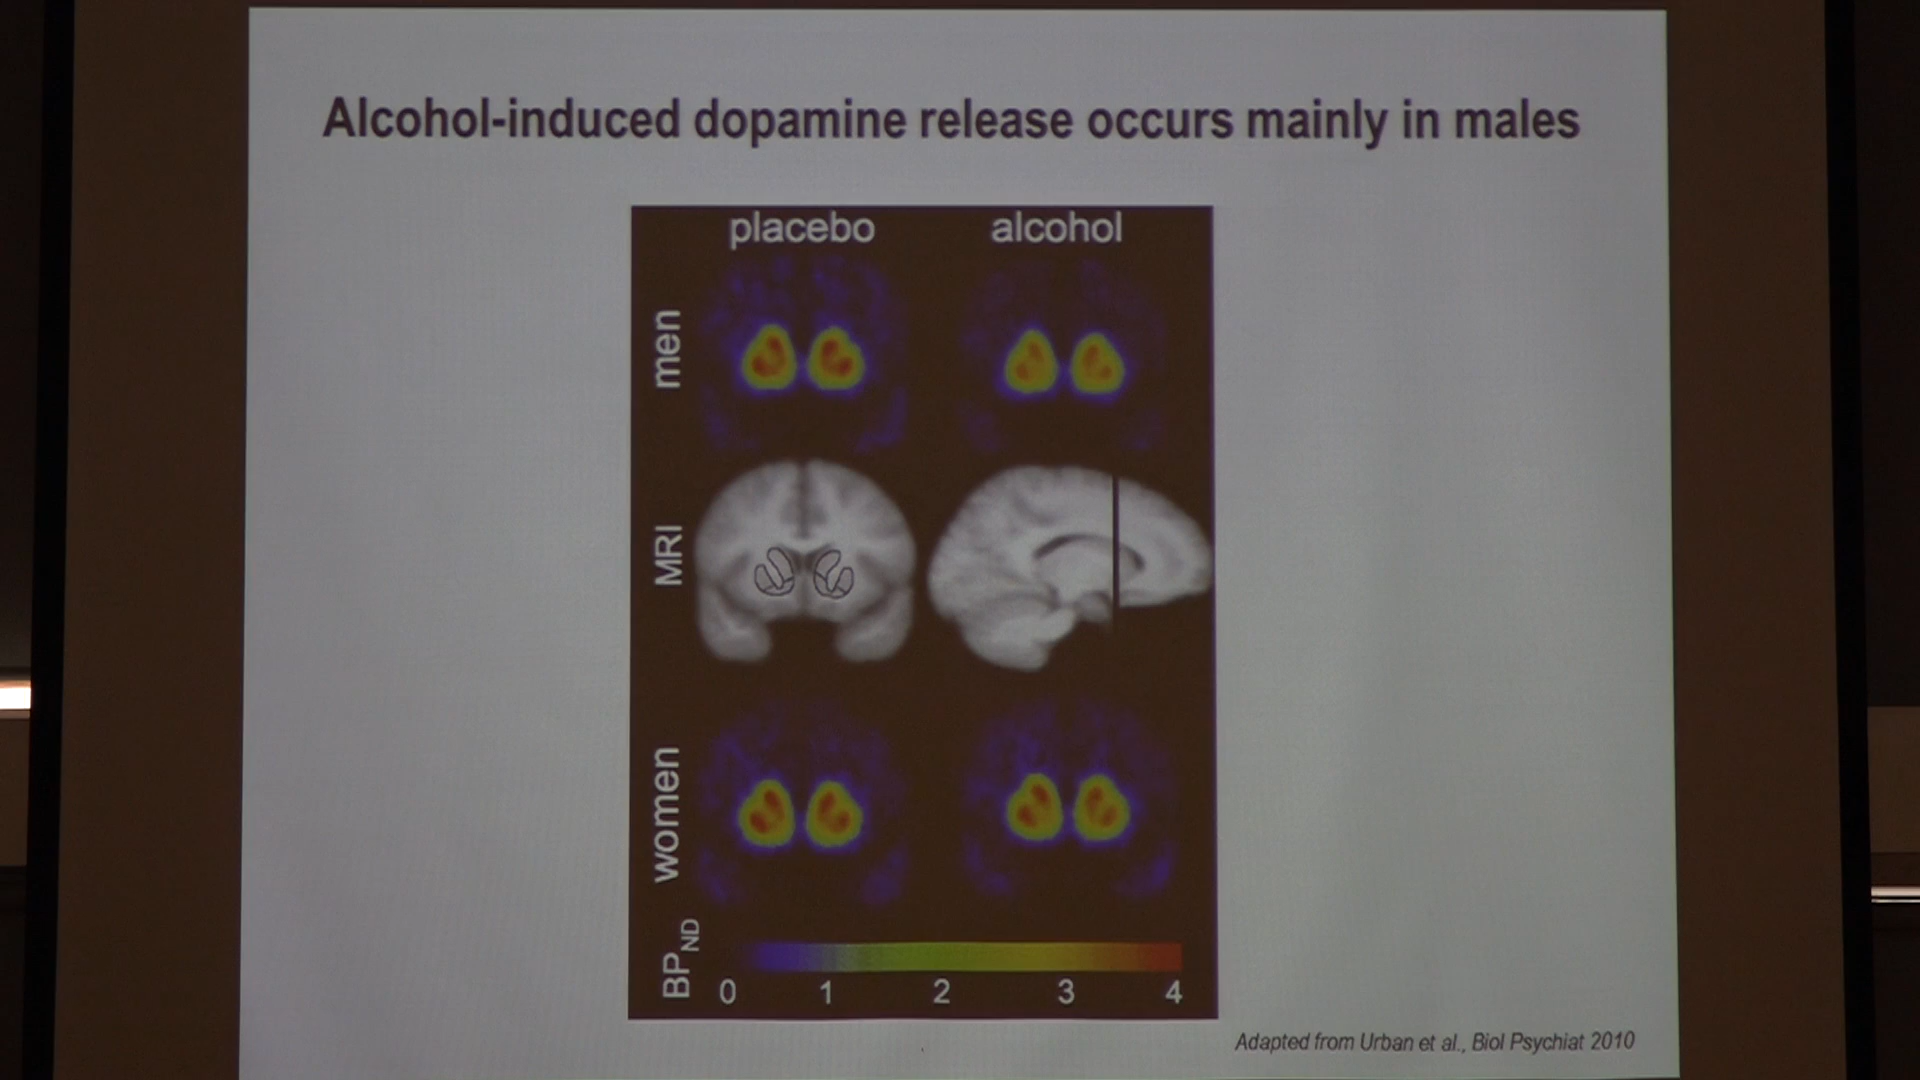 Alcohol-induced dopamine release occurs mainly in males
placebo alcohol
men
MRI
women
BPND
0 1 2 3 4
Adapted from Urban et al., Biol Psychiat 2010